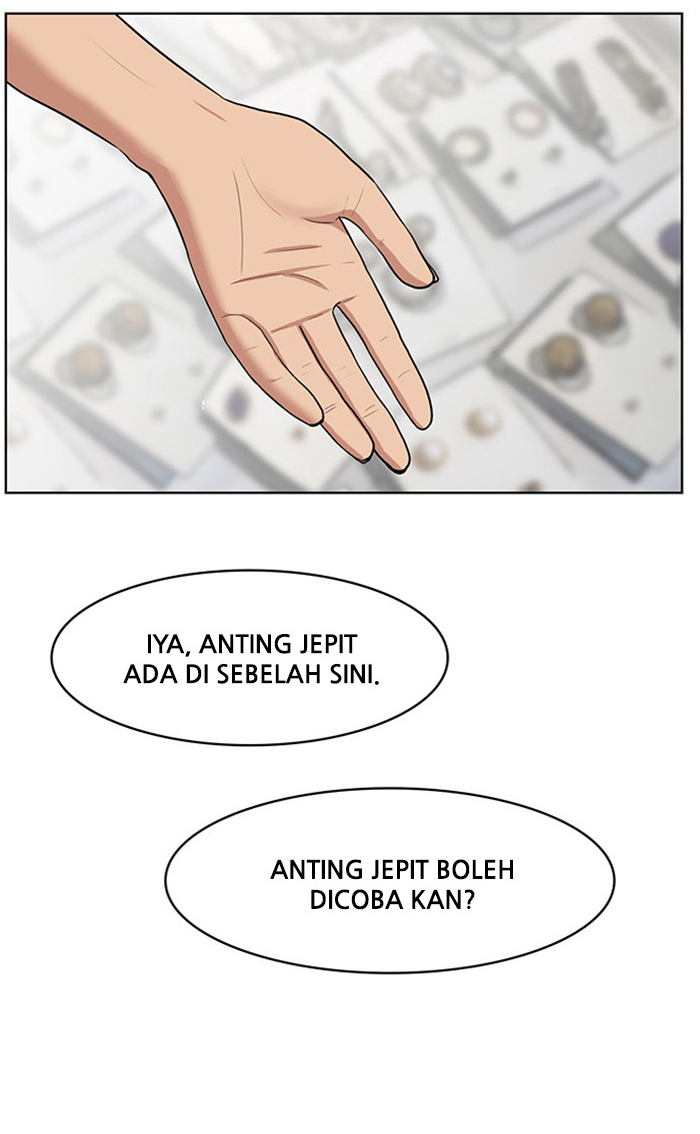 IYA, ANTING JEPIT
ADA DI SEBELAH SINI.
ANTING JEPIT BOLEH
DICOBA KAN?